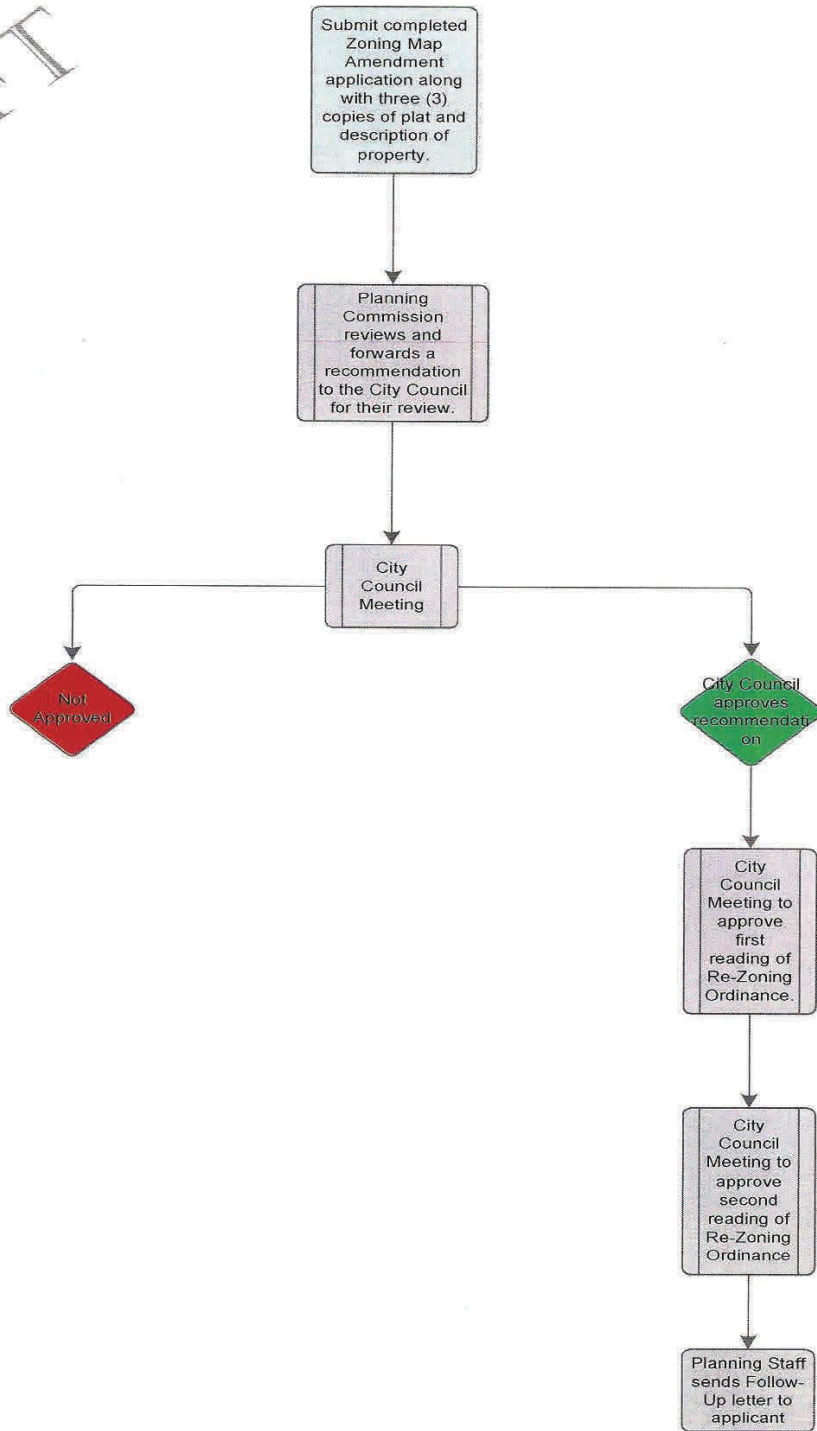 Submit completed
Zoning Map
Amendment
application along
with three (3)
copies of plat and
description of
property.
Planning
Commission
reviews and
forwards a
recommendation
to the City Council
for their review.
City
Council
Meeting
Not
Approved
City Council
approves
recommendati
on
City
Council
Meeting to
approve
first
reading of
Re-Zoning
Ordinance.
City
Council
Meeting to
approve
second
reading of
Re-Zoning
Ordinance
Planning Staff
sends Follow-
Up letter to
applicant